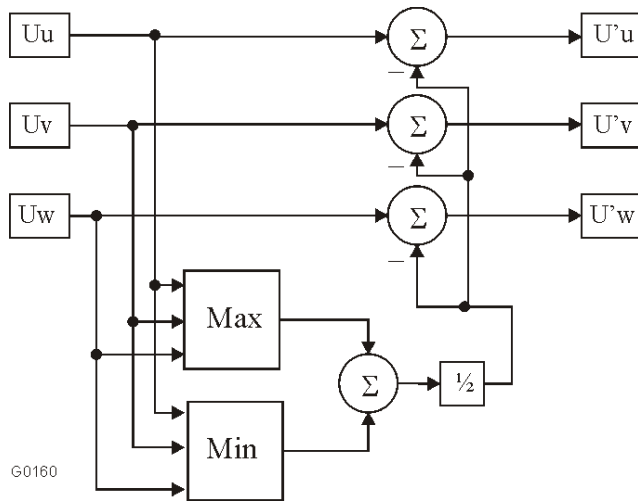 Uu
Σ
U'u
–
Uv
Σ
U'v
–
Uw
Σ
U'w
–
Max
Σ
½
Min
G0160